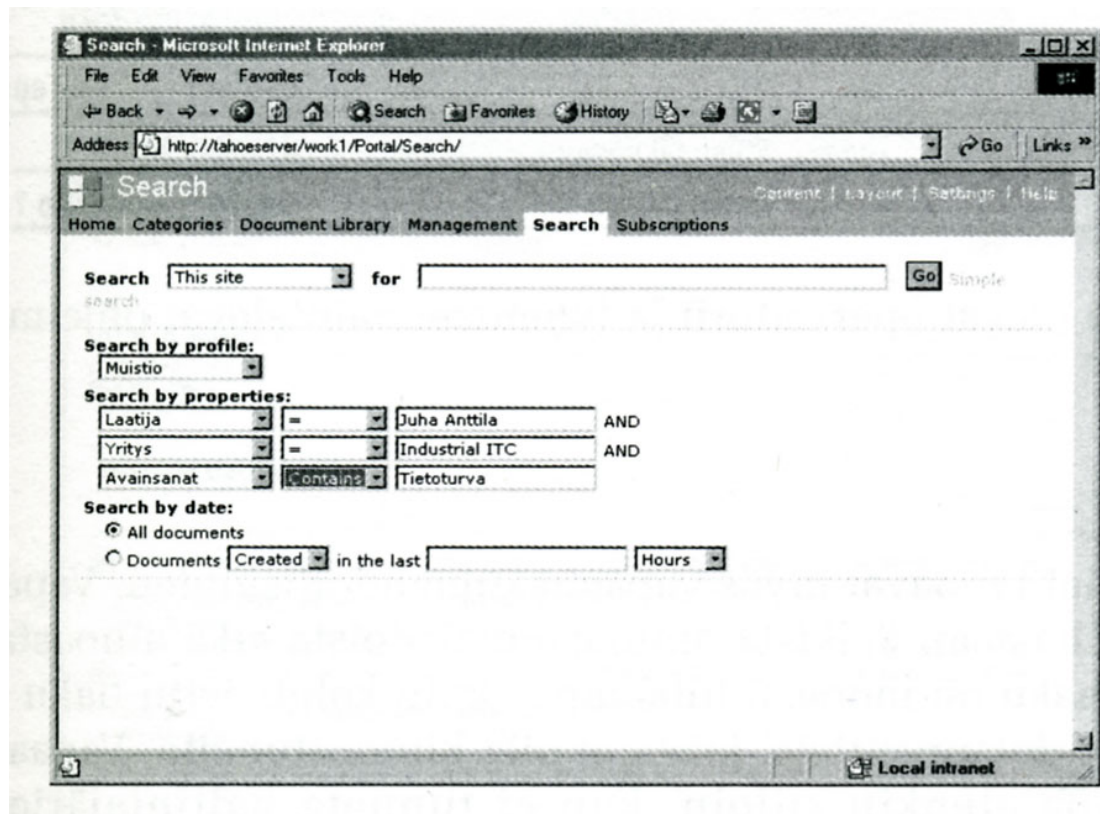 Search - Microsoft Internet Explorer
File Edit View Favorites Tools Help
Back Search Favorites History
Address http://tahoeserver/work1/Portal/Search/ Go Links »
Search Content | Layout | Settings | Help
Home Categories Document Library Management Search Subscriptions
Search This site for Go Simple
search
Search by profile:
Muistio
Search by properties:
Laatija = Juha Anttila AND
Yritys = Industrial ITC AND
Avainsanat Contains Tietoturva
Search by date:
All documents
Documents Created in the last Hours
Local intranet